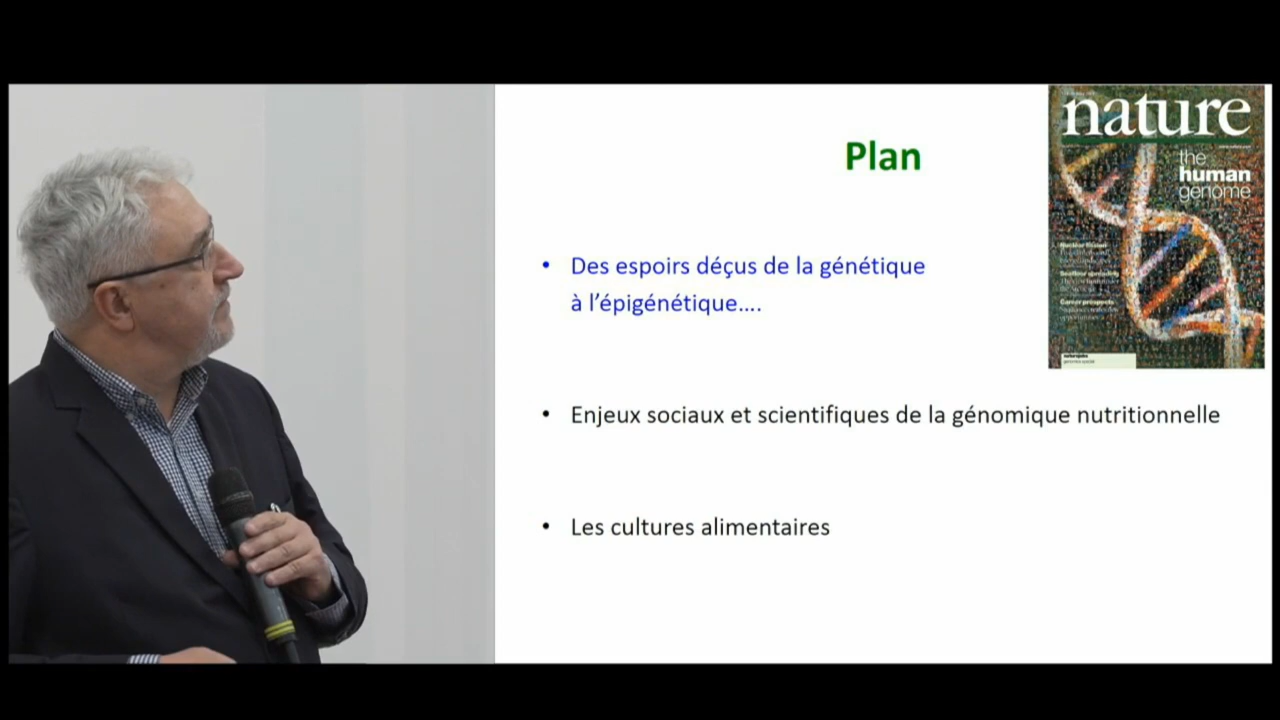 Plan
nature
the
human
genome
• Des espoirs déçus de la génétique
à l’épigénétique....
• Enjeux sociaux et scientifiques de la génomique nutritionnelle
• Les cultures alimentaires